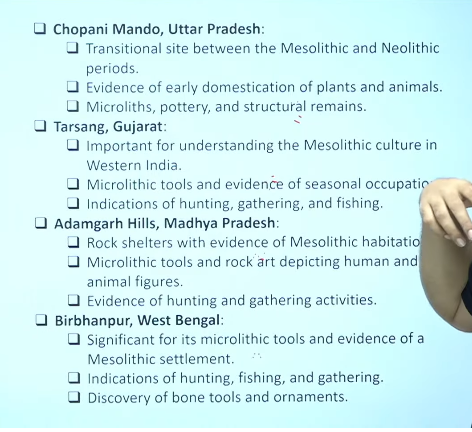 Chopani Mando, Uttar Pradesh:
Transitional site between the Mesolithic and Neolithic
periods.
Evidence of early domestication of plants and animals.
Microliths, pottery, and structural remains.
Tarsang, Gujarat:
Important for understanding the Mesolithic culture in
Western India.
Microlithic tools and evidence of seasonal occupatio
Indications of hunting, gathering, and fishing.
Adamgarh Hills, Madhya Pradesh:
Rock shelters with evidence of Mesolithic habitatio
Microlithic tools and rock art depicting human and
animal figures.
Evidence of hunting and gathering activities.
Birbhanpur, West Bengal:
Significant for its microlithic tools and evidence of a
Mesolithic settlement.
Indications of hunting, fishing, and gathering.
Discovery of bone tools and ornaments.